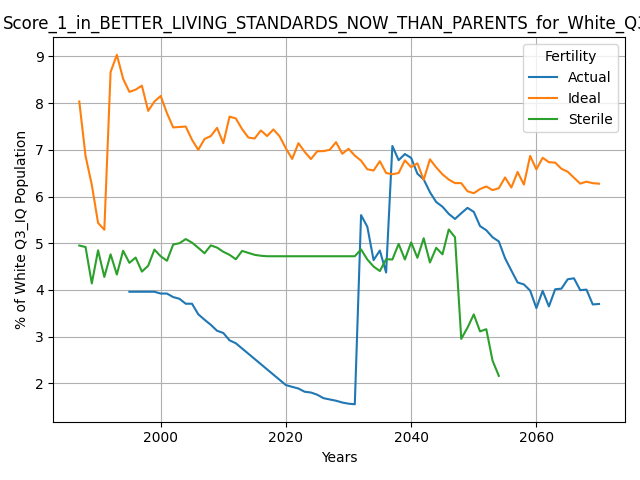 Score_1_in_BETTER_LIVING_STANDARDS_NOW_THAN_PARENTS_for_White_Q3
Fertility
Actual
Ideal
Sterile
% of White Q3_IQ Population
9
8
7
6
5
4
3
2
2000 2020 2040 2060
Years